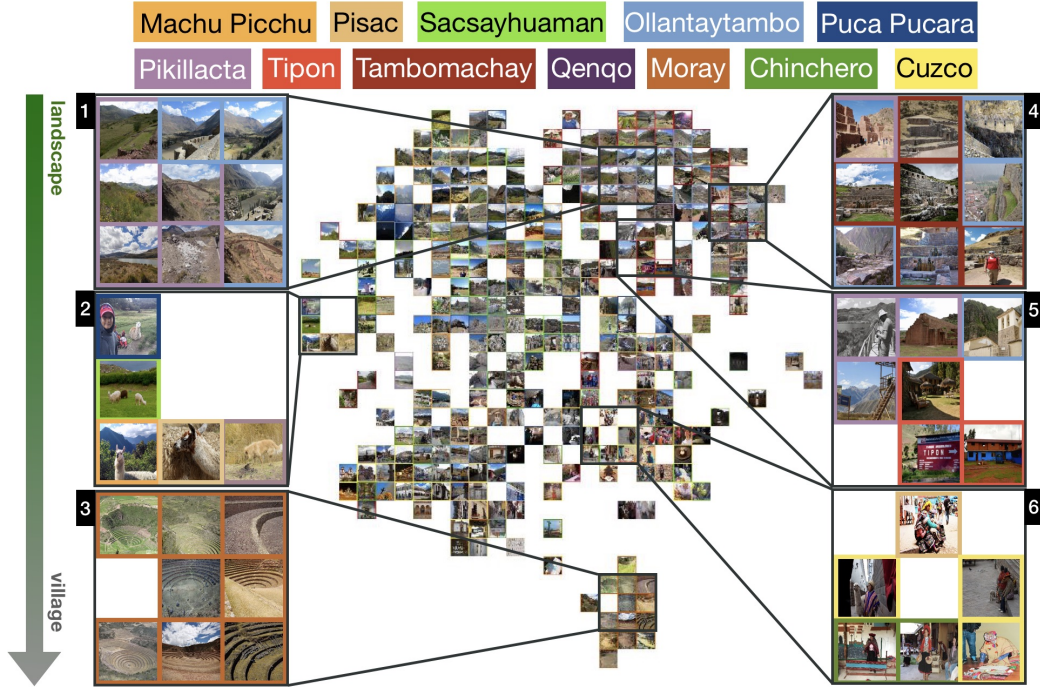 Machu Picchu Pisac Sacsayhuaman Ollantaytambo Puca Pucara
Pikillacta Tipon Tambomachay Qenqo Moray Chinchero Cuzco
landscape
village
1
2
3
4
5
6
TIPON